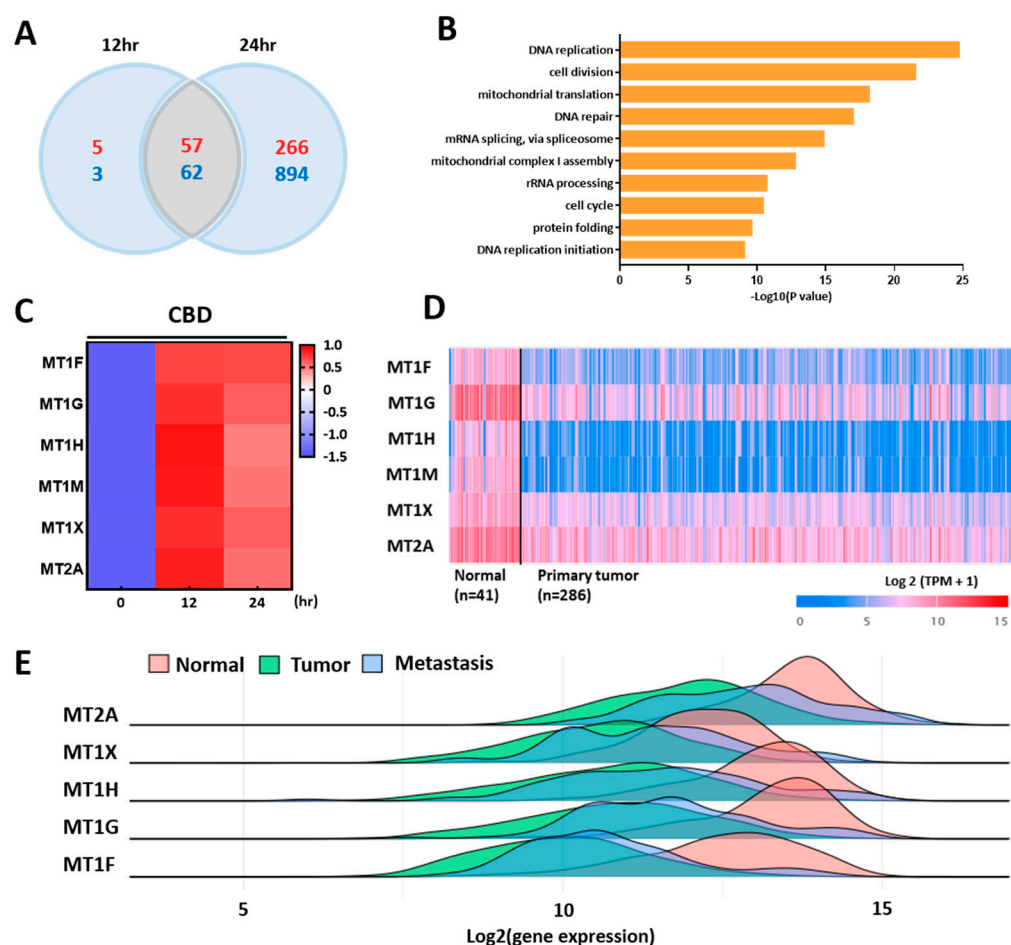 A
12hr 24hr
5 57 266
3 62 894
B
DNA replication
cell division
mitochondrial translation
DNA repair
mRNA splicing, via spliceosome
mitochondrial complex I assembly
rRNA processing
cell cycle
protein folding
DNA replication initiation
0 5 10 15 20 25
-Log10(P value)
C
CBD
MT1F
MT1G
MT1H
MT1M
MT1X
MT2A
0 12 24 (hr)
1.0
0.5
0
-0.5
-1.0
-1.5
D
MT1F
MT1G
MT1H
MT1M
MT1X
MT2A
Normal Primary tumor
(n=41) (n=286)
Log 2 (TPM + 1)
0 5 10 15
E
Normal Tumor Metastasis
MT2A
MT1X
MT1H
MT1G
MT1F
5 10 15
Log2(gene expression)